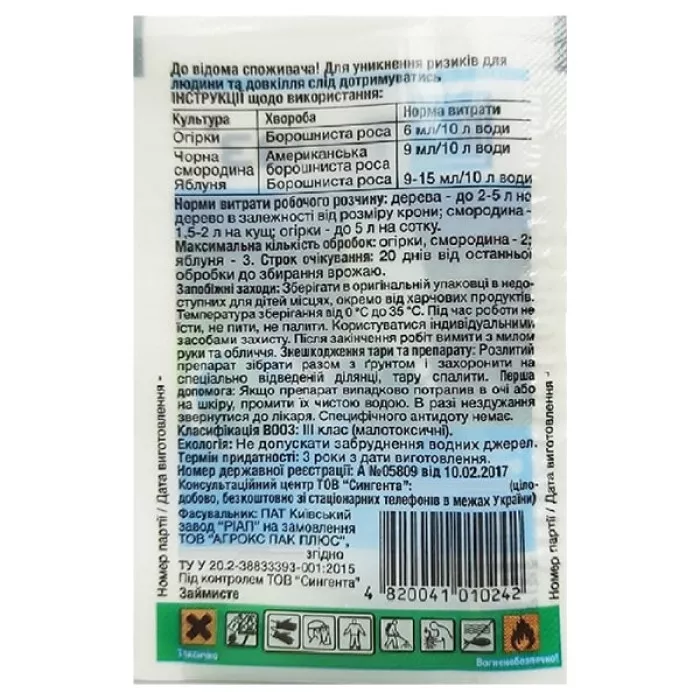 До відома споживача! Для уникнення ризиків для
людини та довкілля слід дотримуватись
ІНСТРУКЦІЇ щодо використання:
Культура Хвороба Норма витрати
Огірки Борошниста роса 6 мл/10 л води
Чорна смородина Американська борошниста роса 9 мл/10 л води
Яблуня Борошниста роса 9-15 мл/10 л води
Норми витрати робочого розчину: дерева - до 2-5 л не
дерево в залежності від розміру крони; смородина -
1,5-2 л на кущ; огірки - до 5 л на сотку.
Максимальна кількість обробок: огірки, смородина - 2;
яблуня - 3. Строк очікування: 20 днів від останньої
обробки до збирання врожаю.
Запобіжні заходи: Зберігати в оригінальній упаковці в недо-
ступних для дітей місцях, окремо від харчових продуктів.
Температура зберігання від 0 °С до 35 °С. Під час роботи не
їсти, не пити, не палити. Користуватися індивідуальними
засобами захисту. Після закінчення робіт вимити з милом
руки та обличчя. Знешкодження тари та препарату: Розлитий
препарат зібрати разом з ґрунтом і захоронити на
спеціально відведеній ділянці, тару спалити. Перша
допомога: Якщо препарат випадково потрапив в очі або
на шкіру, промити їх чистою водою. В разі нездужання
звернутися до лікаря. Специфічного антидоту немає.
Класифікація ВООЗ: III клас (малотоксичні).
Екологія: Не допускати забруднення водних джерел.
Термін придатності: 3 роки з дати виготовлення.
Номер державної реєстрації: А №05809 від 10.02.2017
Консультаційний центр ТОВ "Сингента": (ціло-
добово, безкоштовно зі стаціонарних телефонів в межах України)
Фасувальник: ПАТ Київський
завод "РІАП" на замовлення
ТОВ "АГРОКС ПАК ПЛЮС",
згідно
ТУ У 20.2-38833393-001:2015
Під контролем ТОВ "Сингента"
Займисте
4 820041 010242
Номер партії / Дата виготовлення -
Номер партії / Дата виготовлення -
Токсично
Вогненебезпечно!